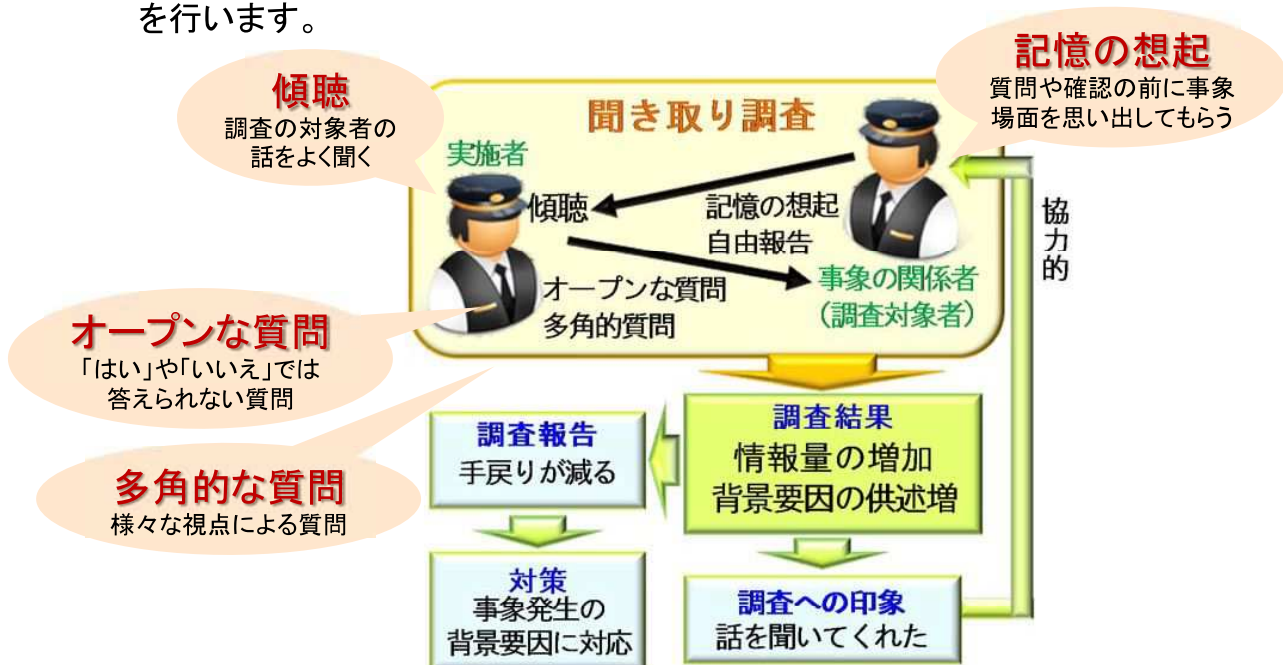 を行います。
記憶の想起
質問や確認の前に事象
場面を思い出してもらう
傾聴
調査の対象者の
話をよく聞く
聞き取り調査
実施者
傾聴
記憶の想起
自由報告
協力的
オープンな質問
多角的質問
事象の関係者
(調査対象者)
オープンな質問
「はい」や「いいえ」では
答えられない質問
多角的な質問
様々な視点による質問
調査結果
情報量の増加
背景要因の供述増
調査報告
手戻りが減る
対策
事象発生の
背景要因に対応
調査への印象
話を聞いてくれた